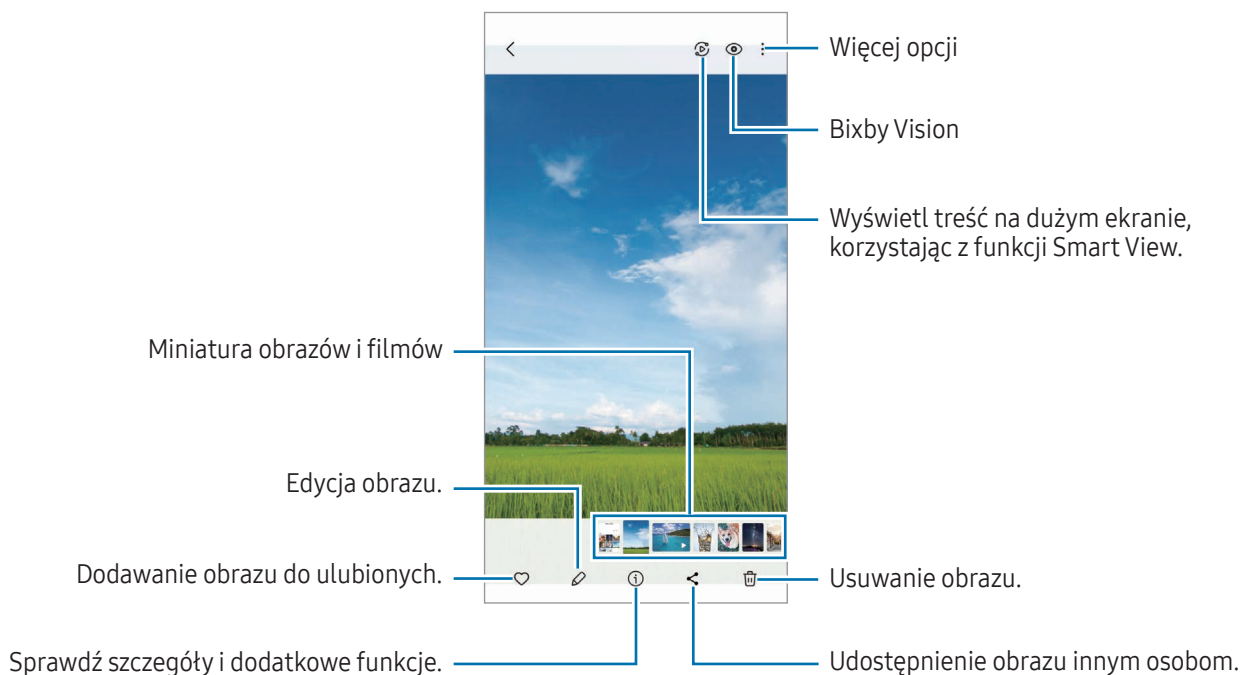 Więcej opcji
Bixby Vision
Wyświetl treść na dużym ekranie,
korzystając z funkcji Smart View.
Miniatura obrazów i filmów
Edycja obrazu.
Dodawanie obrazu do ulubionych.
Usuwanie obrazu.
Sprawdź szczegóły i dodatkowe funkcje.
Udostępnienie obrazu innym osobom.